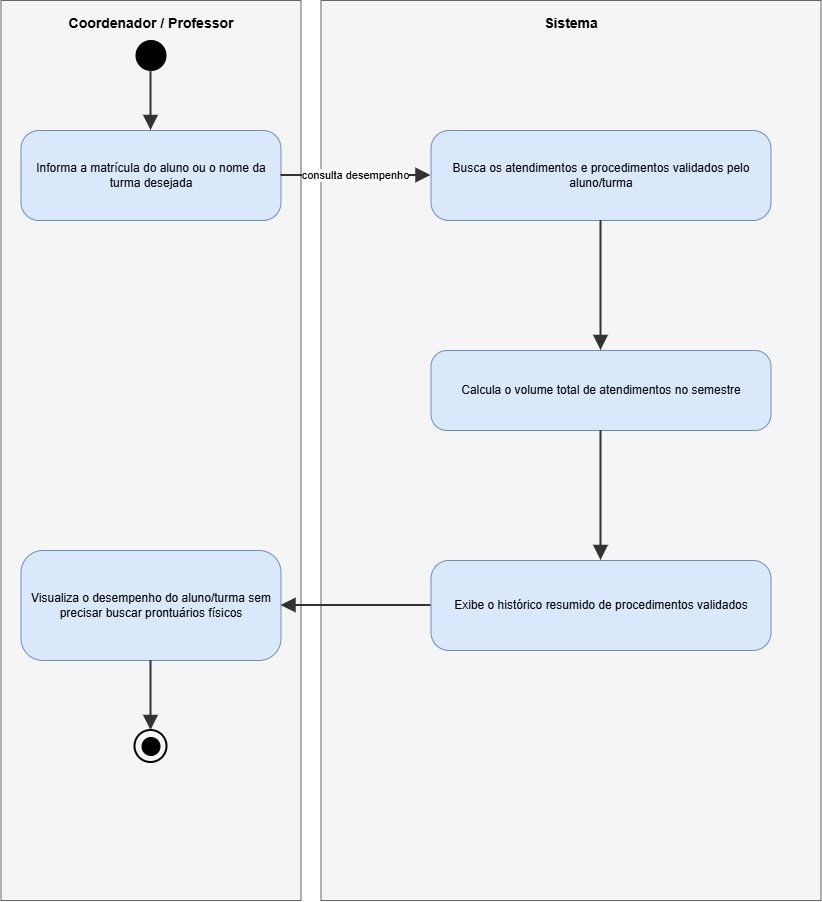 Coordenador / Professor
Sistema
Informa a matrícula do aluno ou o nome da
turma desejada
consulta desempenho
Busca os atendimentos e procedimentos validados pelo
aluno/turma
Calcula o volume total de atendimentos no semestre
Exibe o histórico resumido de procedimentos validados
Visualiza o desempenho do aluno/turma sem
precisar buscar prontuários físicos